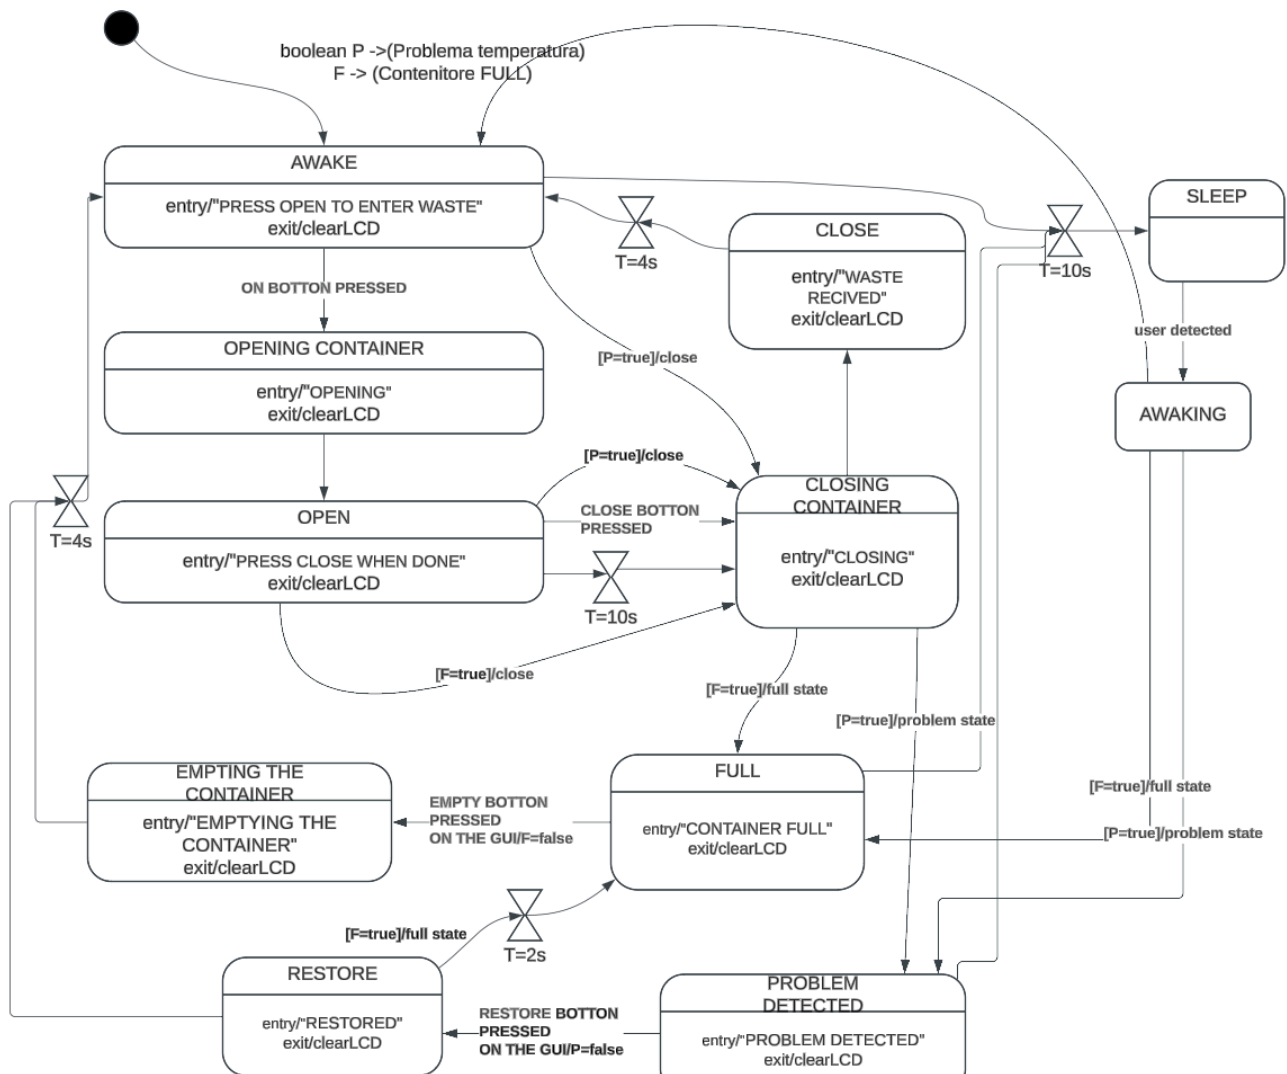 boolean P ->(Problema temperatura)
F -> (Contenitore FULL)
AWAKE
entry/"PRESS OPEN TO ENTER WASTE"
exit/clearLCD
SLEEP
CLOSE
entry/"WASTE
RECIVED"
exit/clearLCD
T=4s
T=10s
ON BOTTON PRESSED
user detected
OPENING CONTAINER
entry/"OPENING"
exit/clearLCD
[P=true]/close
AWAKING
[P=true]/close
OPEN
entry/"PRESS CLOSE WHEN DONE"
exit/clearLCD
T=4s
CLOSE BOTTON
PRESSED
T=10s
CLOSING
CONTAINER
entry/"CLOSING"
exit/clearLCD
[F=true]/close
[F=true]/full state
[P=true]/problem state
EMPTING THE
CONTAINER
entry/"EMPTYING THE
CONTAINER"
exit/clearLCD
EMPTY BOTTON
PRESSED
ON THE GUI/F=false
FULL
entry/"CONTAINER FULL"
exit/clearLCD
[F=true]/full state
[P=true]/problem state
[F=true]/full state
T=2s
RESTORE
entry/"RESTORED"
exit/clearLCD
RESTORE BOTTON
PRESSED
ON THE GUI/P=false
PROBLEM
DETECTED
entry/"PROBLEM DETECTED"
exit/clearLCD